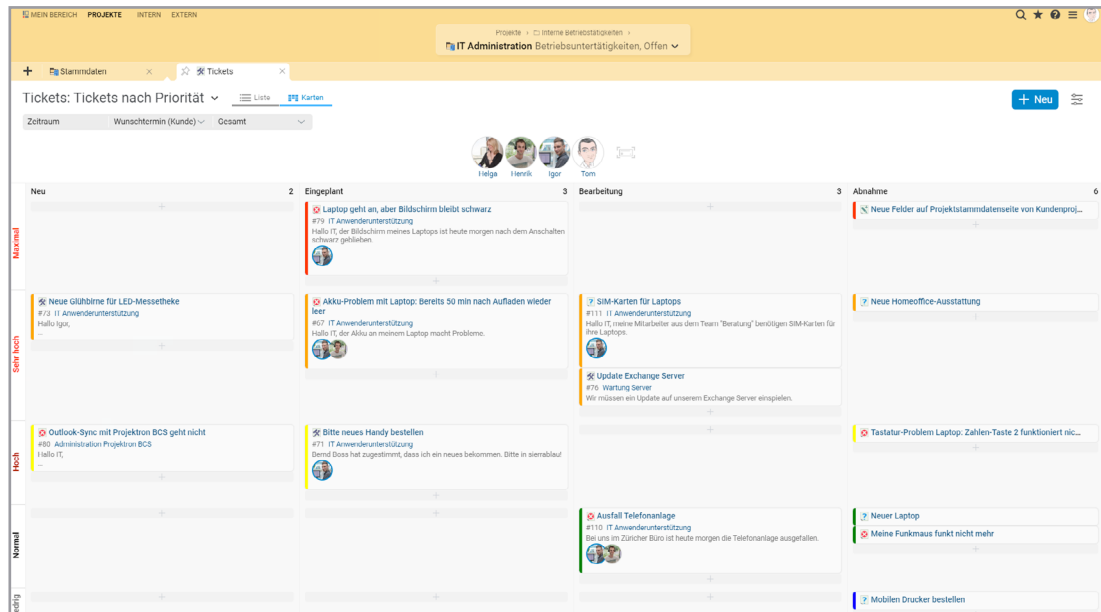 MEIN BEREICH PROJEKTE INTERN EXTERN
Projekte › Interne Betriebstätigkeiten ›
IT Administration Betriebsuntertätigkeiten, Offen
+ Stammdaten × Tickets ×
Tickets: Tickets nach Priorität Liste Karten + Neu
Zeitraum Wunschtermin (Kunde) Gesamt
Helga Henrik Igor Tom
Neu 2 Eingeplant 3 Bearbeitung 3 Abnahme 6
Maximal
Laptop geht an, aber Bildschirm bleibt schwarz
#79 IT Anwenderunterstützung
Hallo IT, der Bildschirm meines Laptops ist heute morgen nach dem Anschalten
schwarz geblieben.
Neue Felder auf Projektstammdatenseite von Kundenproj...
Sehr hoch
Neue Glühbirne für LED-Messetheke
#73 IT Anwenderunterstützung
Hallo Igor,
...
Akku-Problem mit Laptop: Bereits 50 min nach Aufladen wieder
leer
#67 IT Anwenderunterstützung
Hallo IT, der Akku an meinem Laptop macht Probleme.
SIM-Karten für Laptops
#111 IT Anwenderunterstützung
Hallo IT, meine Mitarbeiter aus dem Team "Beratung" benötigen SIM-Karten für
ihre Laptops.
Update Exchange Server
#76 Wartung Server
Wir müssen ein Update auf unserem Exchange Server einspielen.
Neue Homeoffice-Ausstattung
Hoch
Outlook-Sync mit Projektron BCS geht nicht
#80 Administration Projektron BCS
Hallo IT,
...
Bitte neues Handy bestellen
#71 IT Anwenderunterstützung
Bernd Boss hat zugestimmt, dass ich ein neues bekommen. Bitte in sierrablau!
Tastatur-Problem Laptop: Zahlen-Taste 2 funktioniert nic...
Normal
Ausfall Telefonanlage
#110 IT Anwenderunterstützung
Bei uns im Züricher Büro ist heute morgen die Telefonanlage ausgefallen.
Neuer Laptop
Meine Funkmaus funkt nicht mehr
edrig
Mobilen Drucker bestellen